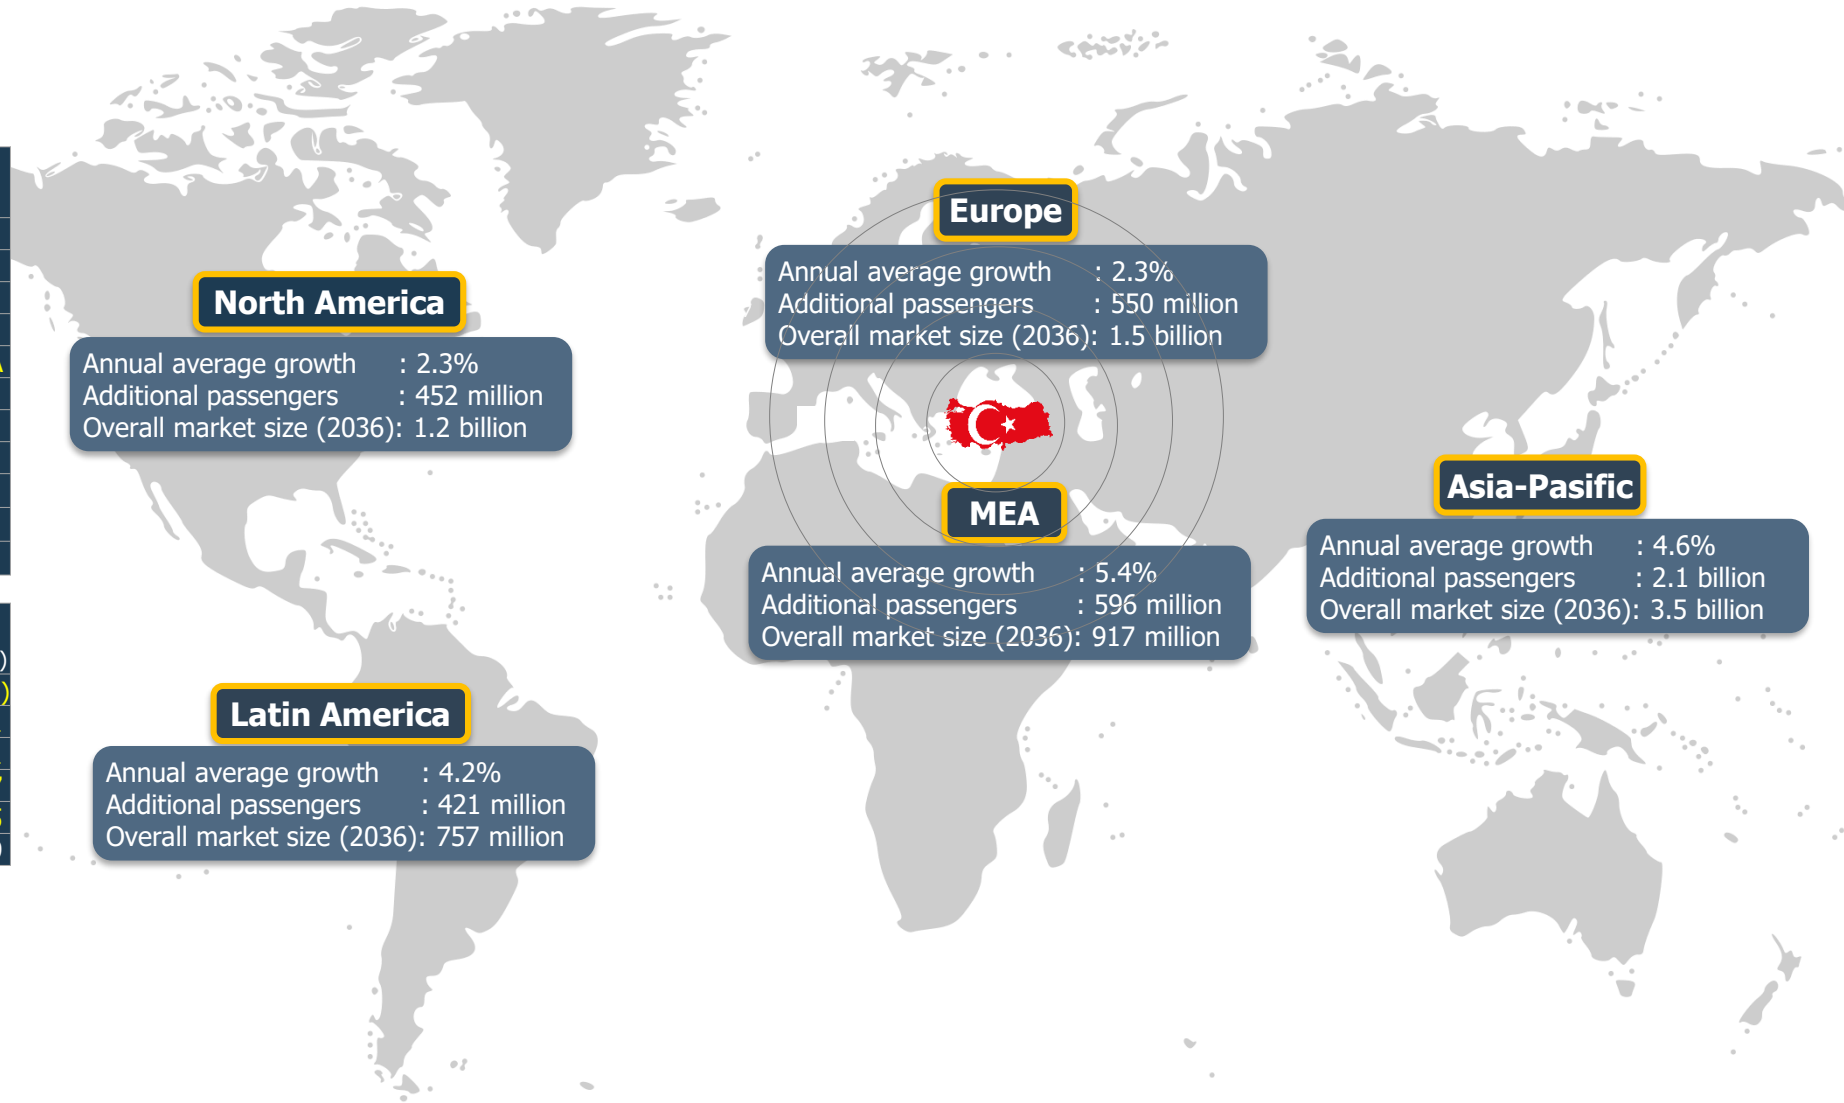 North America
Annual average growth : 2.3%
Additional passengers : 452 million
Overall market size (2036): 1.2 billion
Europe
Annual average growth : 2.3%
Additional passengers : 550 million
Overall market size (2036): 1.5 billion
MEA
Annual average growth : 5.4%
Additional passengers : 596 million
Overall market size (2036): 917 million
Asia-Pasific
Annual average growth : 4.6%
Additional passengers : 2.1 billion
Overall market size (2036): 3.5 billion
Latin America
Annual average growth : 4.2%
Additional passengers : 421 million
Overall market size (2036): 757 million